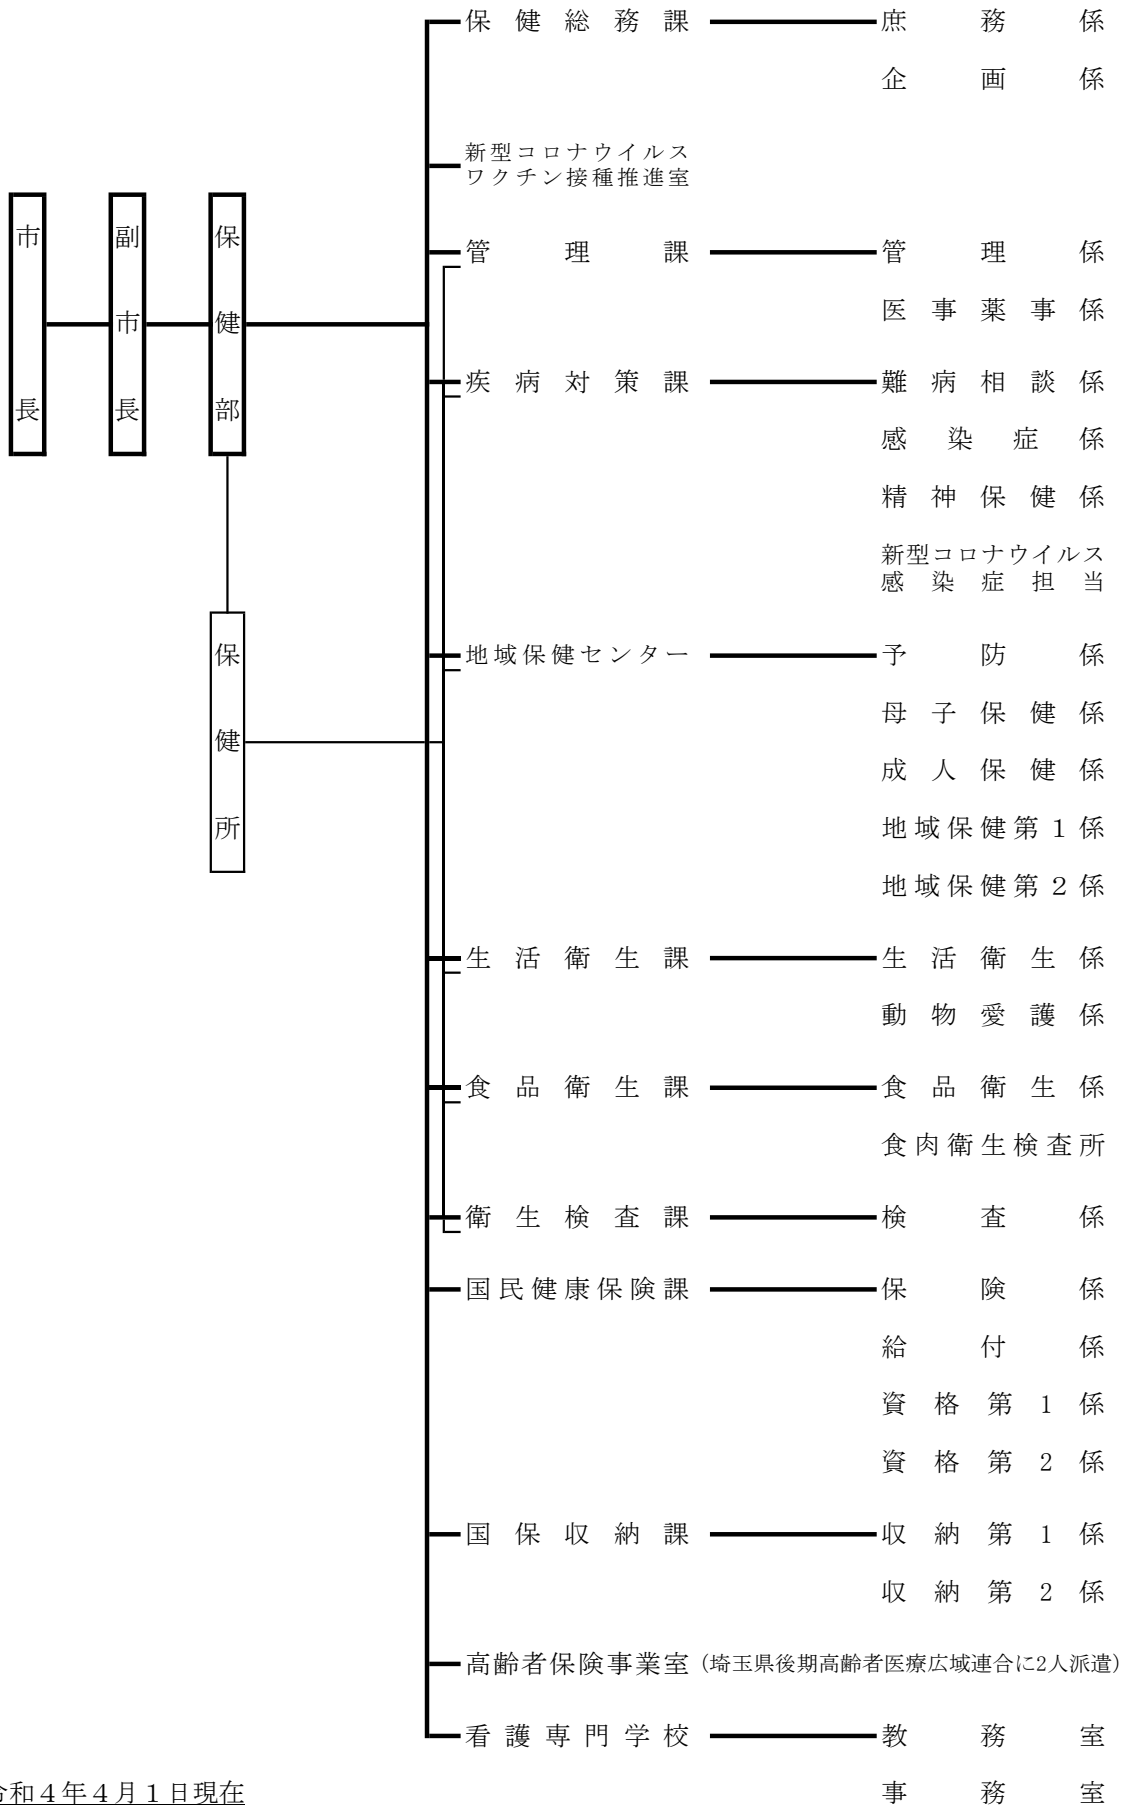 保健総務課 庶務係
企画係
新型コロナウイルス
ワクチン接種推進室
市長
副市長
保健部
管理課 管理係
医事薬事係
疾病対策課 難病相談係
感染症係
精神保健係
新型コロナウイルス
感染症担当
保健所
地域保健センター 予防係
母子保健係
成人保健係
地域保健第1係
地域保健第2係
生活衛生課 生活衛生係
動物愛護係
食品衛生課 食品衛生係
食肉衛生検査所
衛生検査課 検査係
国民健康保険課 保険係
給付係
資格第1係
資格第2係
国保収納課 収納第1係
収納第2係
高齢者保険事業室 (埼玉県後期高齢者医療広域連合に2人派遣)
看護専門学校 教務室
令和4年4月1日現在 事務室